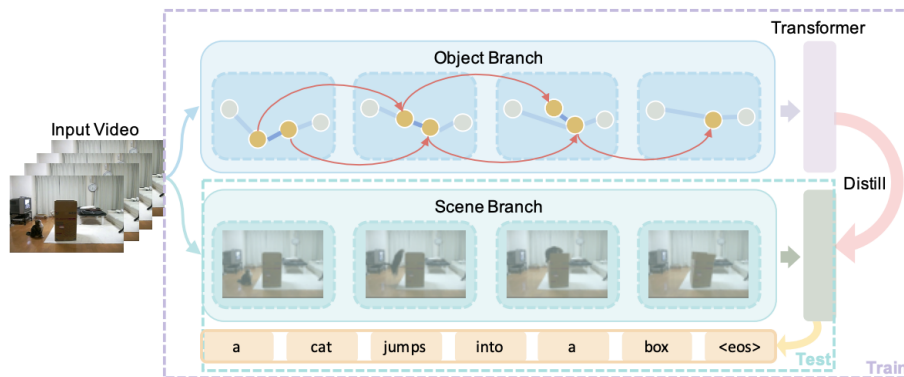 Transformer
Object Branch
Input Video
Distill
Scene Branch
a cat jumps into a box <eos>
Test
Train